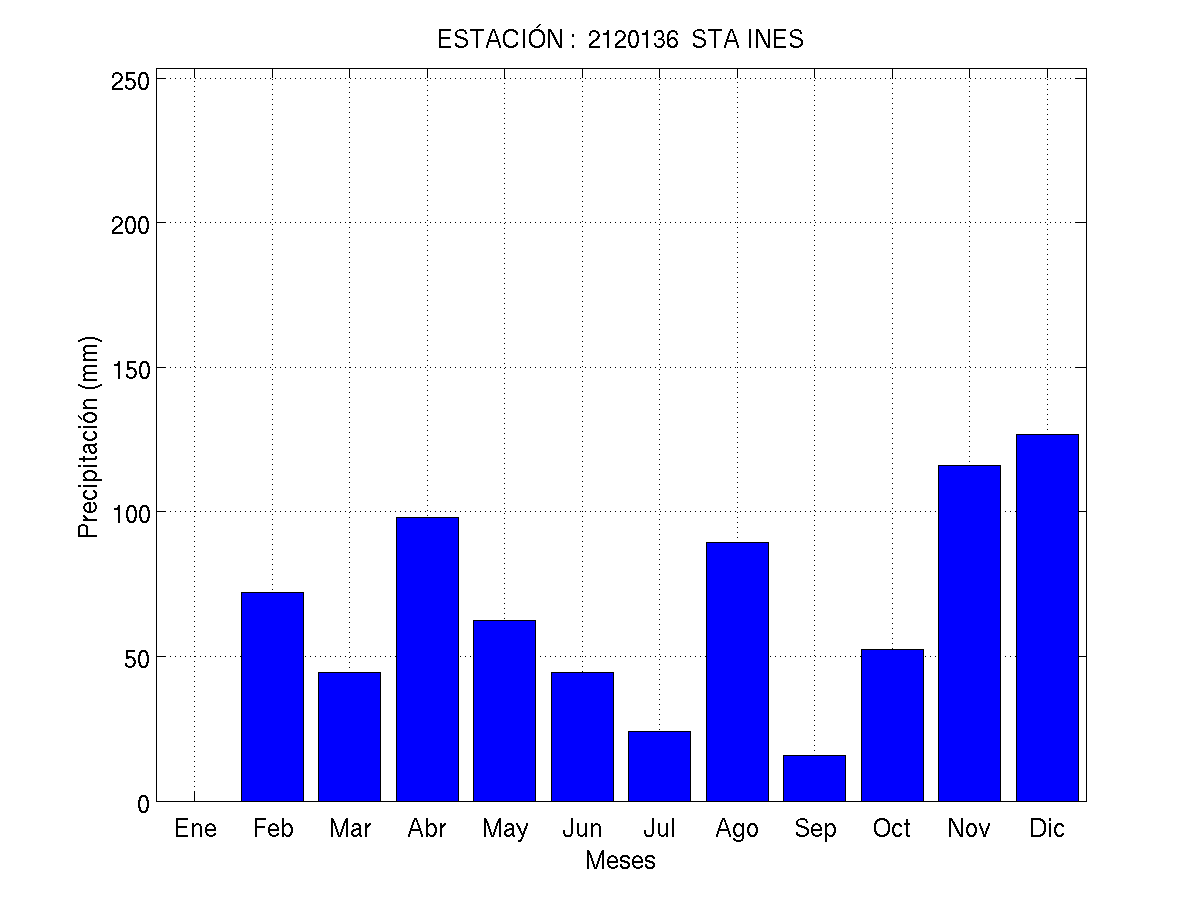 ESTACIÓN : 2120136 STA INES
250
200
150
100
50
0
Precipitación (mm)
Ene Feb Mar Abr May Jun Jul Ago Sep Oct Nov Dic
Meses